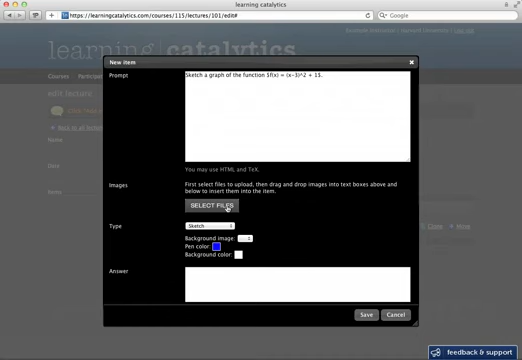 learning catalytics
https://learningcatalytics.com/courses/115/lectures/101/edit#
Google
learning catalytics
Courses
edit lecture
Back to all
Name
Date
Items
Clone
Move
New item
Prompt
Sketch a graph of the function $f(x) = (x-3)^2 + 1$.
You may use HTML and TeX.
Images
First select files to upload, then drag and drop images into text boxes above and
below to insert them into the item.
SELECT FILES
Type
Sketch
Background image:
Pen color:
Background color:
Answer
Save
Cancel
feedback & support